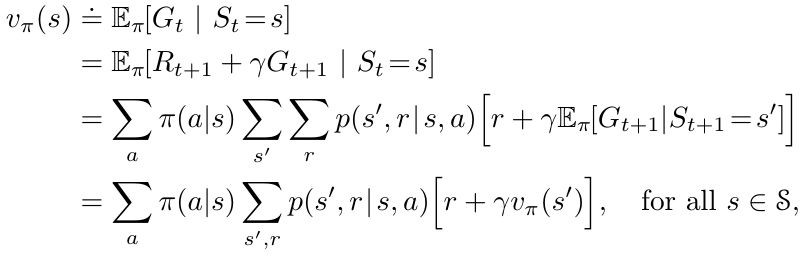 v_π(s) ≐ 𝔼_π[G_t | S_t = s]
= 𝔼_π[R_{t+1} + γG_{t+1} | S_t = s]
= ∑_a π(a|s) ∑_{s'} ∑_r p(s', r | s, a) [r + γ𝔼_π[G_{t+1} | S_{t+1} = s']]
= ∑_a π(a|s) ∑_{s',r} p(s', r | s, a) [r + γv_π(s')], for all s ∈ 𝒮,